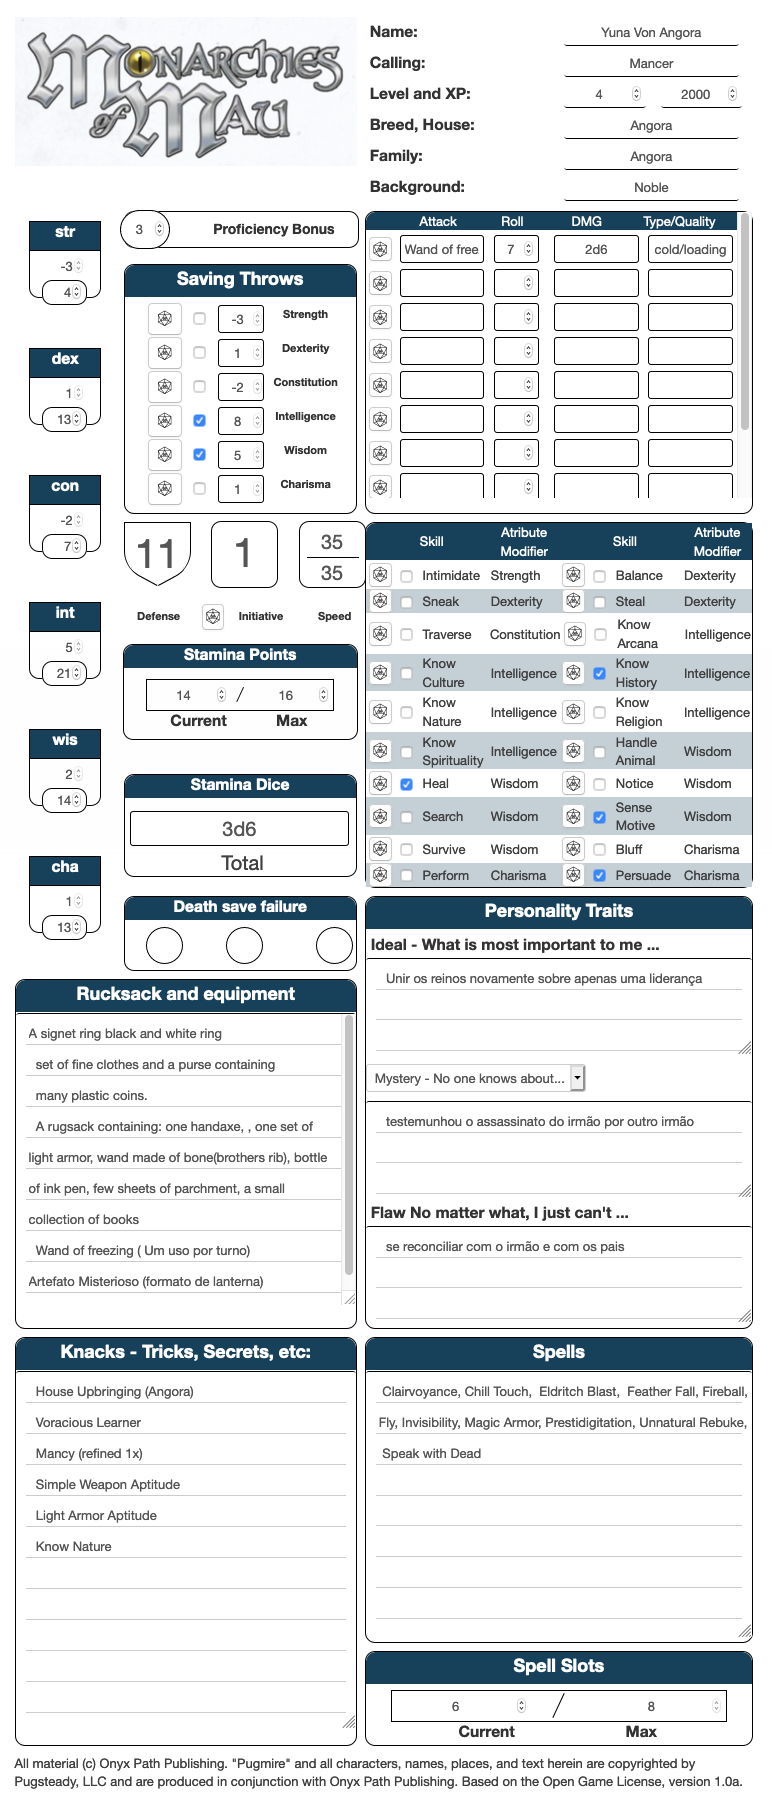 Monarchies
of Mau
Name: Yuna Von Angora
Calling: Mancer
Level and XP: 4 2000
Breed, House: Angora
Family: Angora
Background: Noble
str
-3
4
dex
1
13
con
-2
7
int
5
21
wis
2
14
cha
1
13
3 Proficiency Bonus
Saving Throws
-3 Strength
1 Dexterity
-2 Constitution
8 Intelligence
5 Wisdom
1 Charisma
Attack Roll DMG Type/Quality
Wand of free 7 2d6 cold/loading
11 1 35
35
Defense Initiative Speed
Stamina Points
14 / 16
Current Max
Stamina Dice
3d6
Total
Death save failure
Skill Atribute Modifier Skill Atribute Modifier
Intimidate Strength Balance Dexterity
Sneak Dexterity Steal Dexterity
Traverse Constitution Know Arcana Intelligence
Know Culture Intelligence Know History Intelligence
Know Nature Intelligence Know Religion Intelligence
Know Spirituality Intelligence Handle Animal Wisdom
Heal Wisdom Notice Wisdom
Search Wisdom Sense Motive Wisdom
Survive Wisdom Bluff Charisma
Perform Charisma Persuade Charisma
Personality Traits
Ideal - What is most important to me ...
Unir os reinos novamente sobre apenas uma liderança
Mystery - No one knows about...
testemunhou o assassinato do irmão por outro irmão
Flaw No matter what, I just can't ...
se reconciliar com o irmão e com os pais
Rucksack and equipment
A signet ring black and white ring
set of fine clothes and a purse containing
many plastic coins.
A rugsack containing: one handaxe, , one set of
light armor, wand made of bone(brothers rib), bottle
of ink pen, few sheets of parchment, a small
collection of books
Wand of freezing ( Um uso por turno)
Artefato Misterioso (formato de lanterna)
Knacks - Tricks, Secrets, etc:
House Upbringing (Angora)
Voracious Learner
Mancy (refined 1x)
Simple Weapon Aptitude
Light Armor Aptitude
Know Nature
Spells
Clairvoyance, Chill Touch, Eldritch Blast, Feather Fall, Fireball,
Fly, Invisibility, Magic Armor, Prestidigitation, Unnatural Rebuke,
Speak with Dead
Spell Slots
6 / 8
Current Max
All material (c) Onyx Path Publishing. "Pugmire" and all characters, names, places, and text herein are copyrighted by
Pugsteady, LLC and are produced in conjunction with Onyx Path Publishing. Based on the Open Game License, version 1.0a.